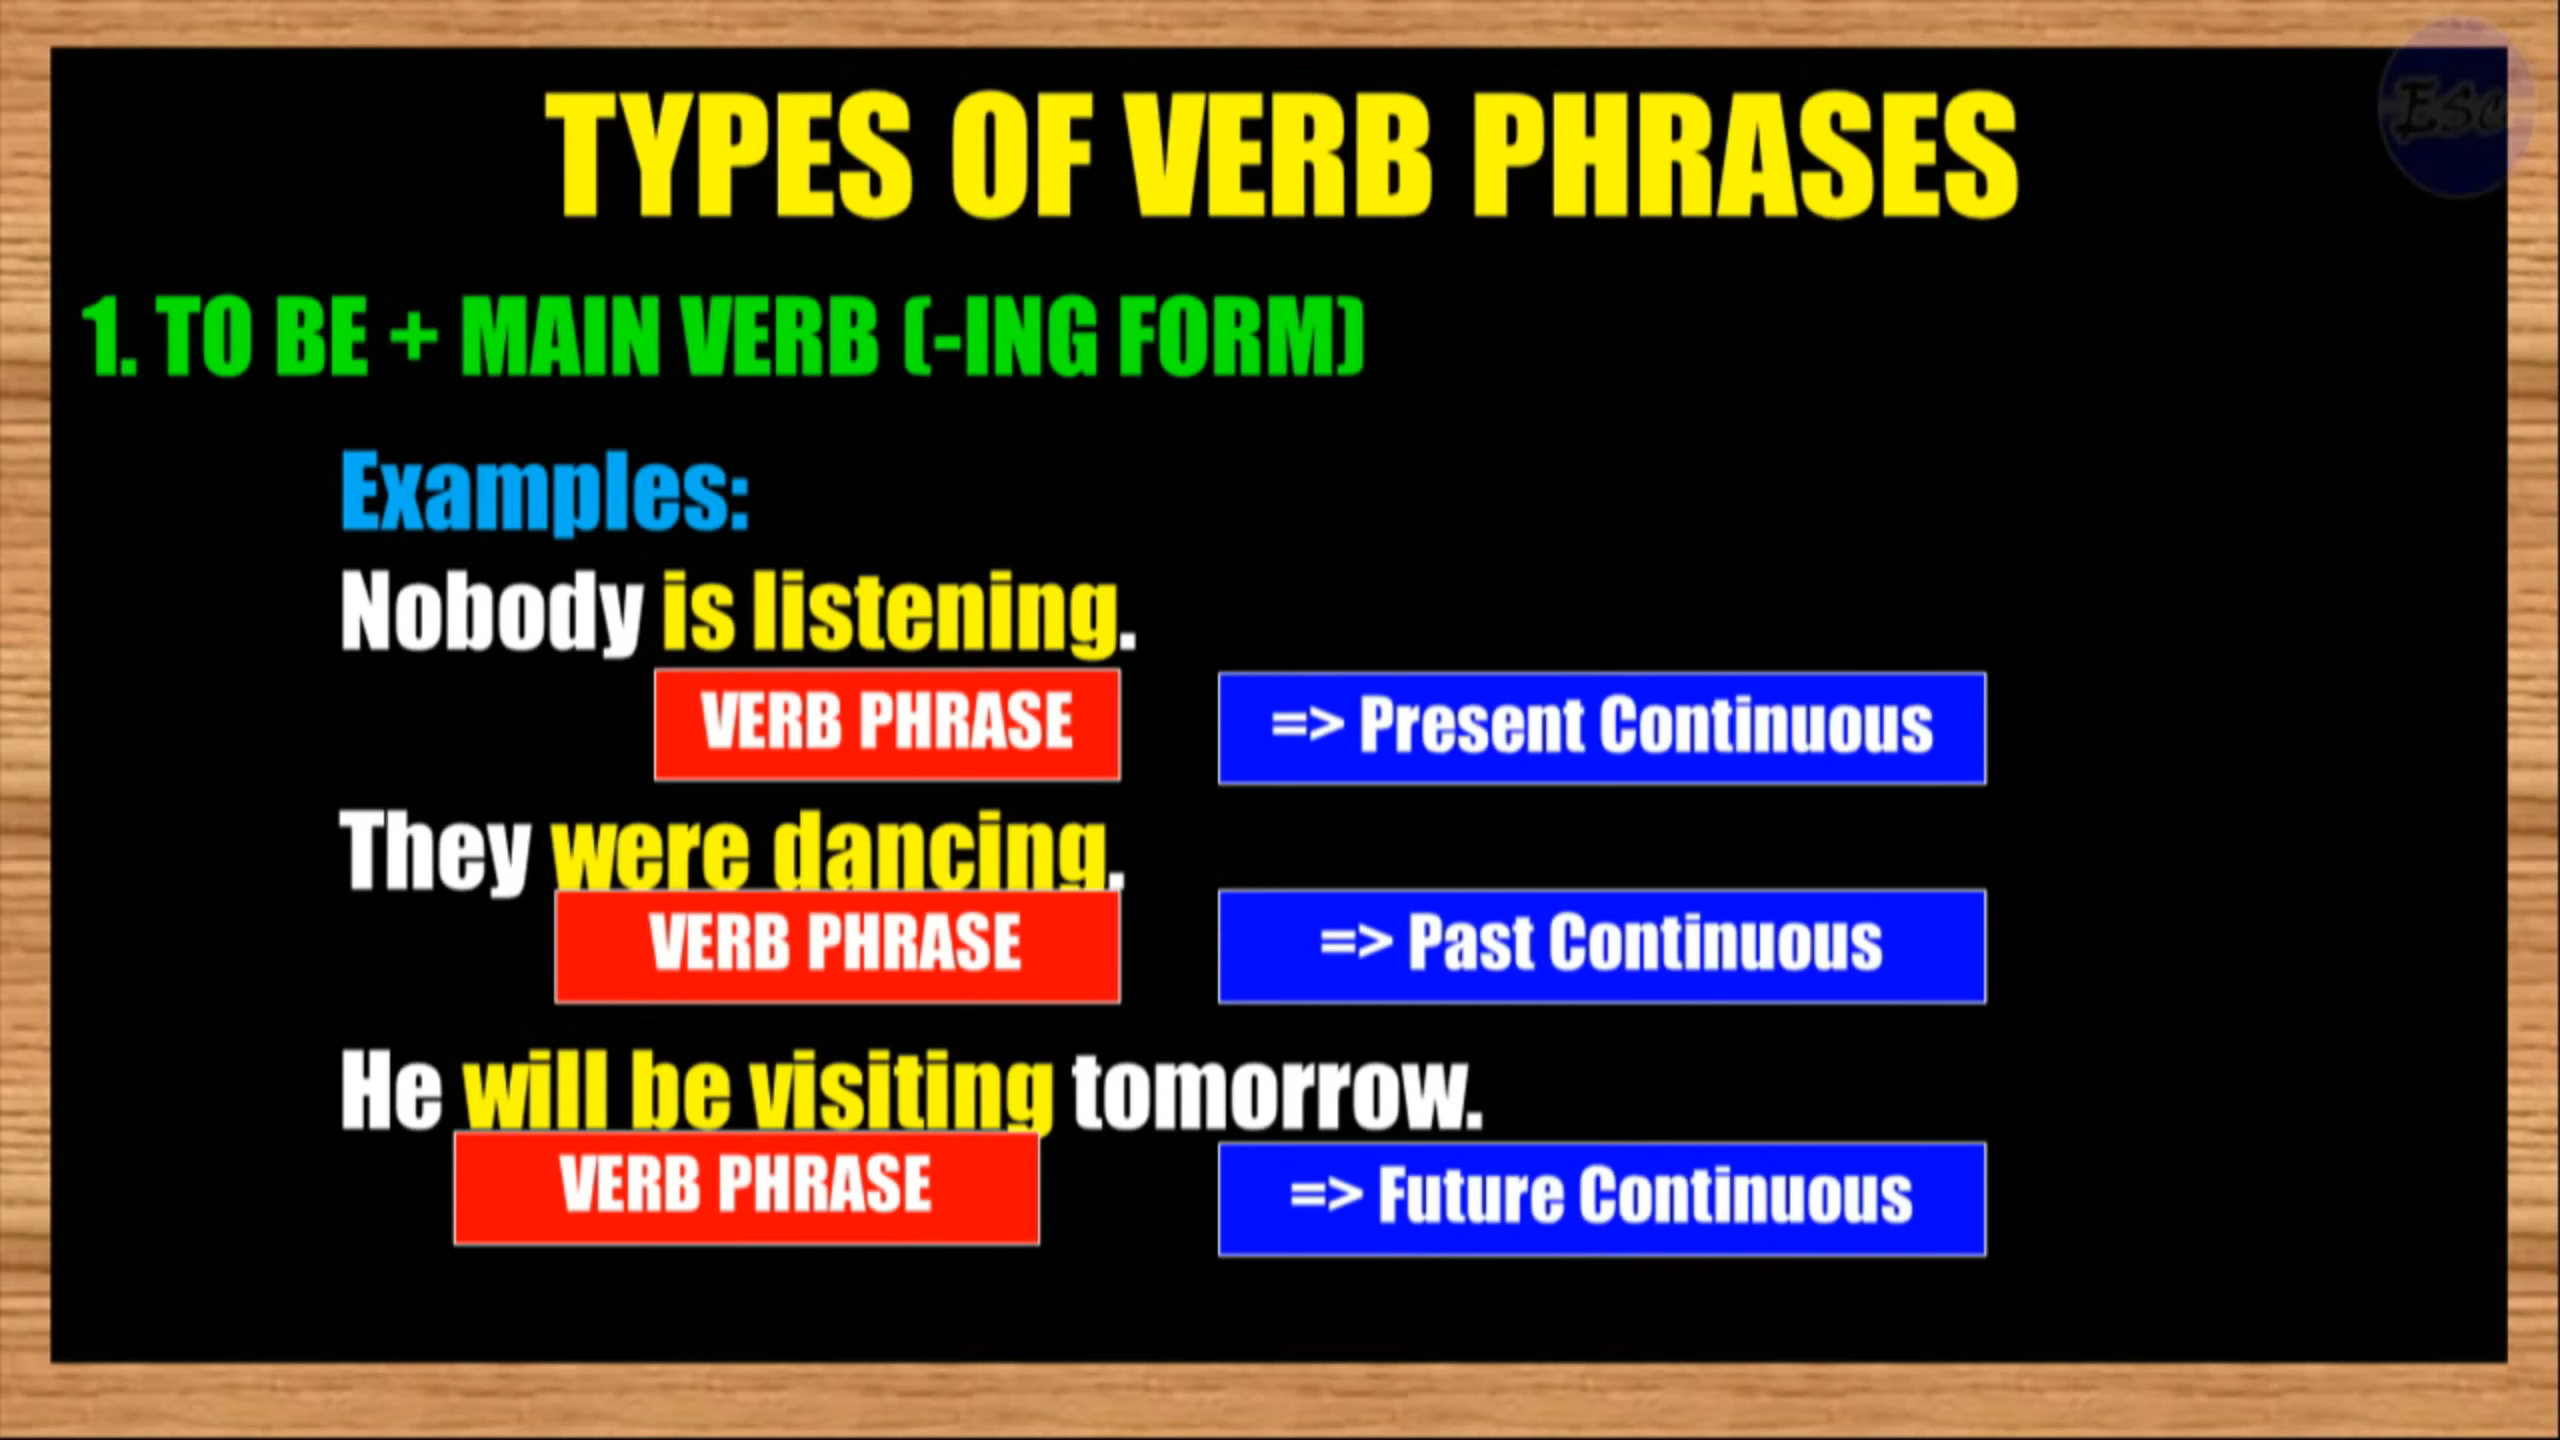 Esc
TYPES OF VERB PHRASES
1. TO BE + MAIN VERB (-ING FORM)
Examples:
Nobody is listening.
VERB PHRASE => Present Continuous
They were dancing.
VERB PHRASE => Past Continuous
He will be visiting tomorrow.
VERB PHRASE => Future Continuous